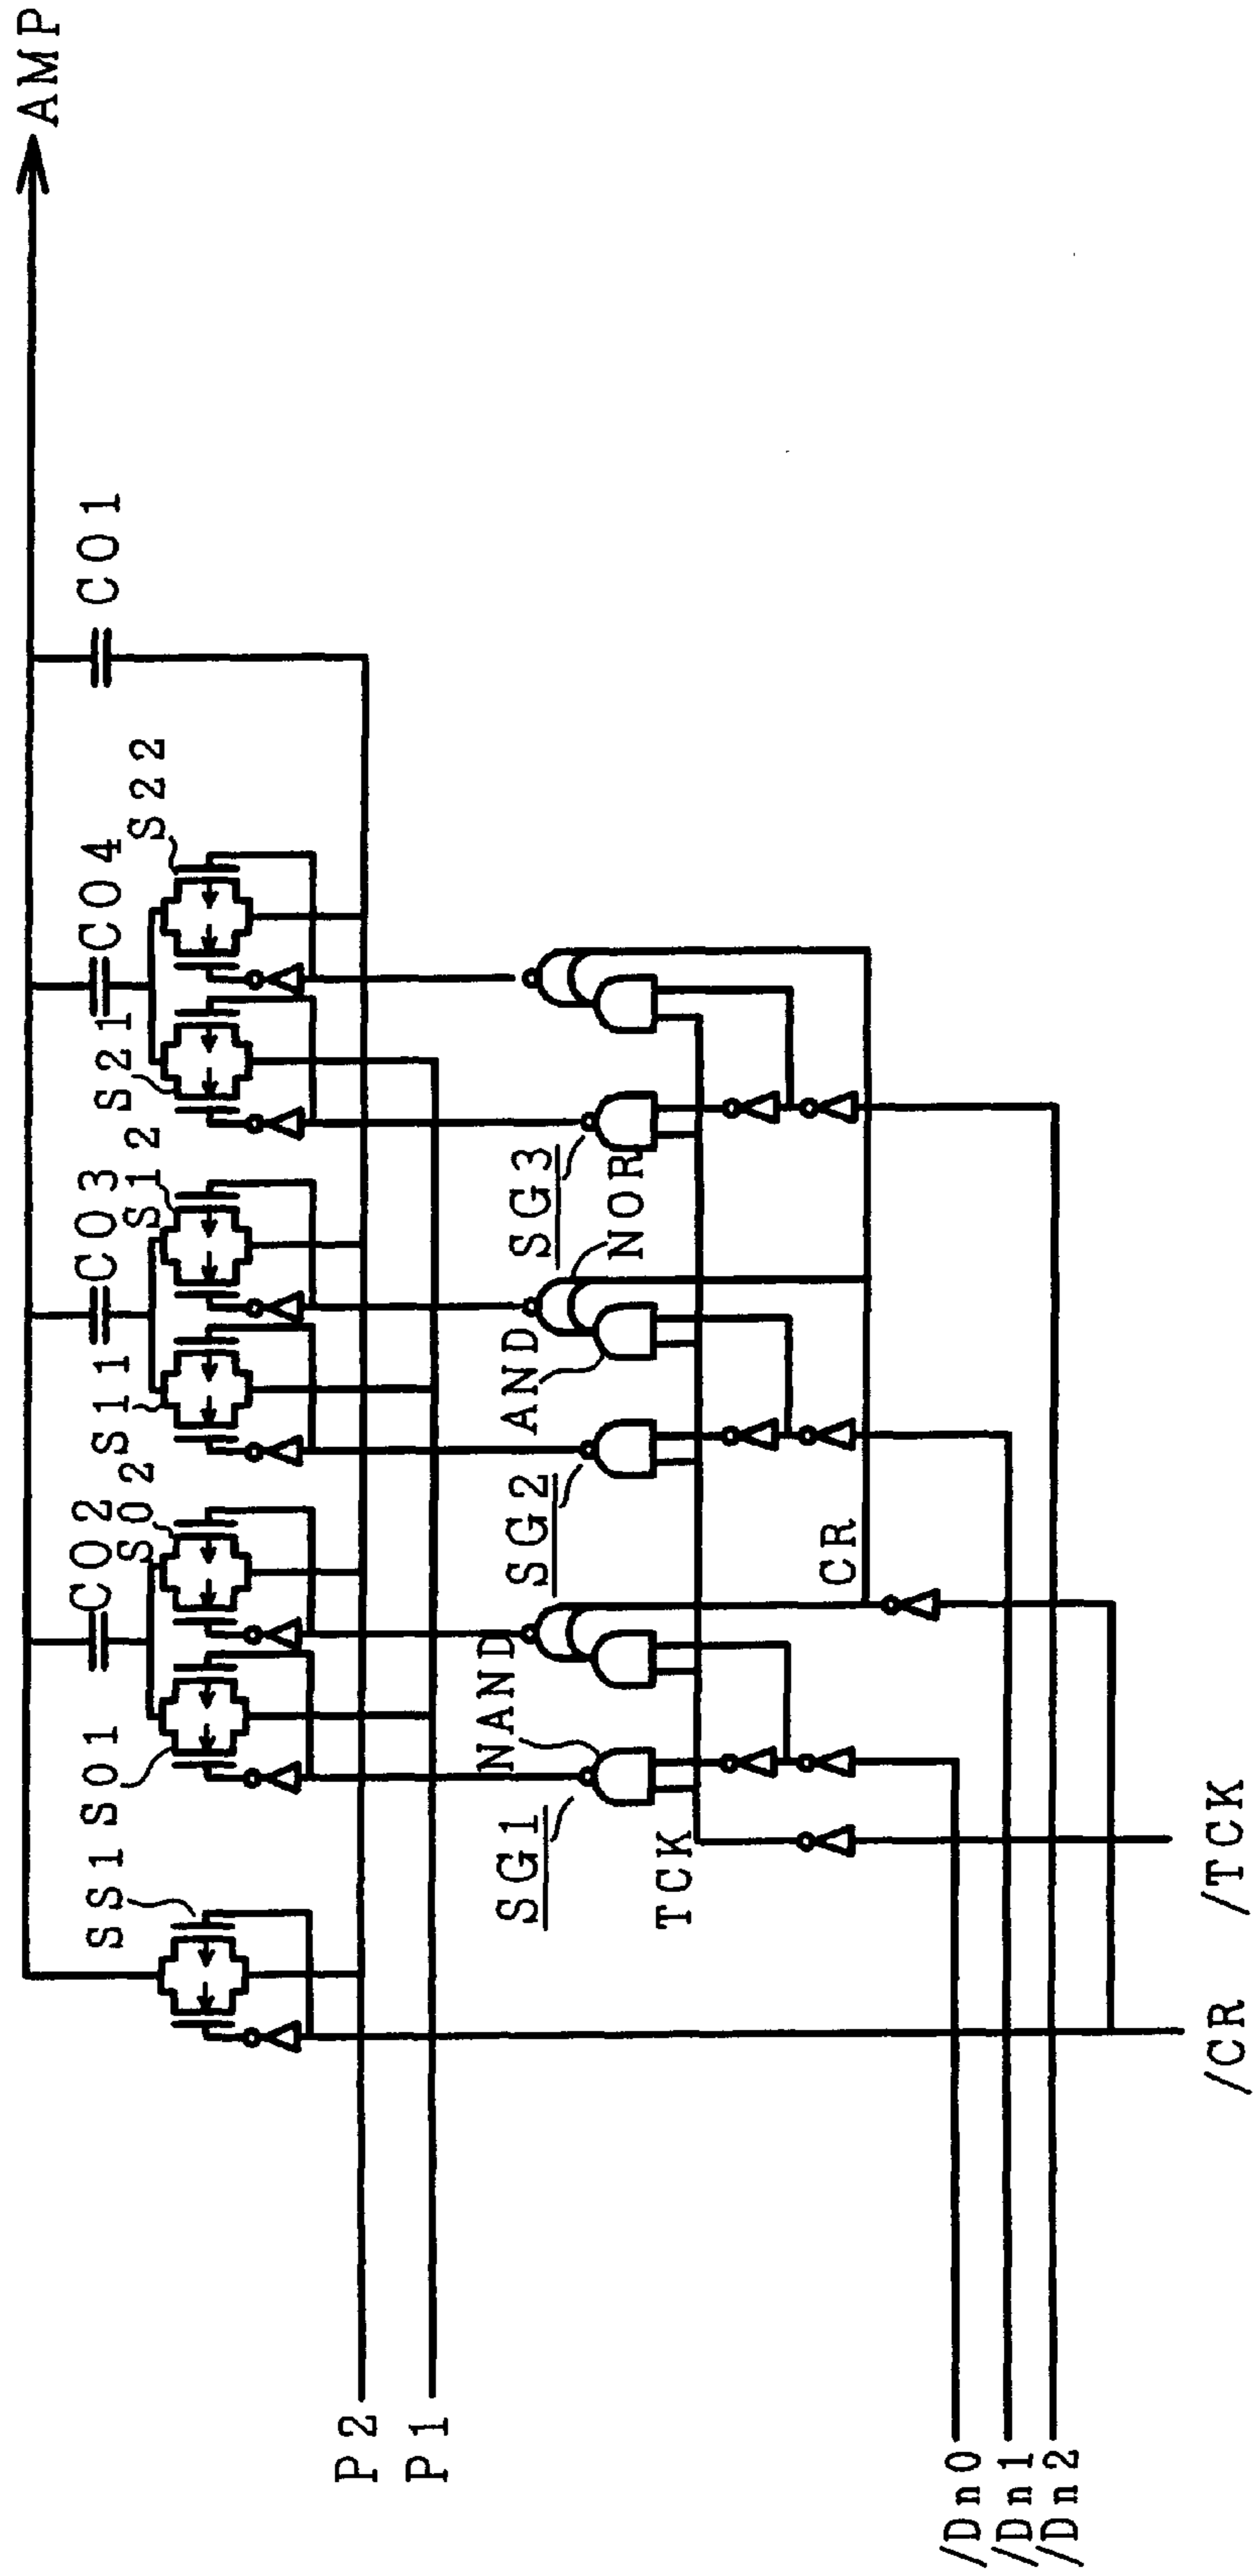 AMP
C01
C04
S22
S21
C03
S12
S11
C02
S02
S01
SS1
P2
P1
SG3
NOR
AND
SG2
NAND
SG1
CR
TCK
/Dn0
/Dn1
/Dn2
/CR
/TCK